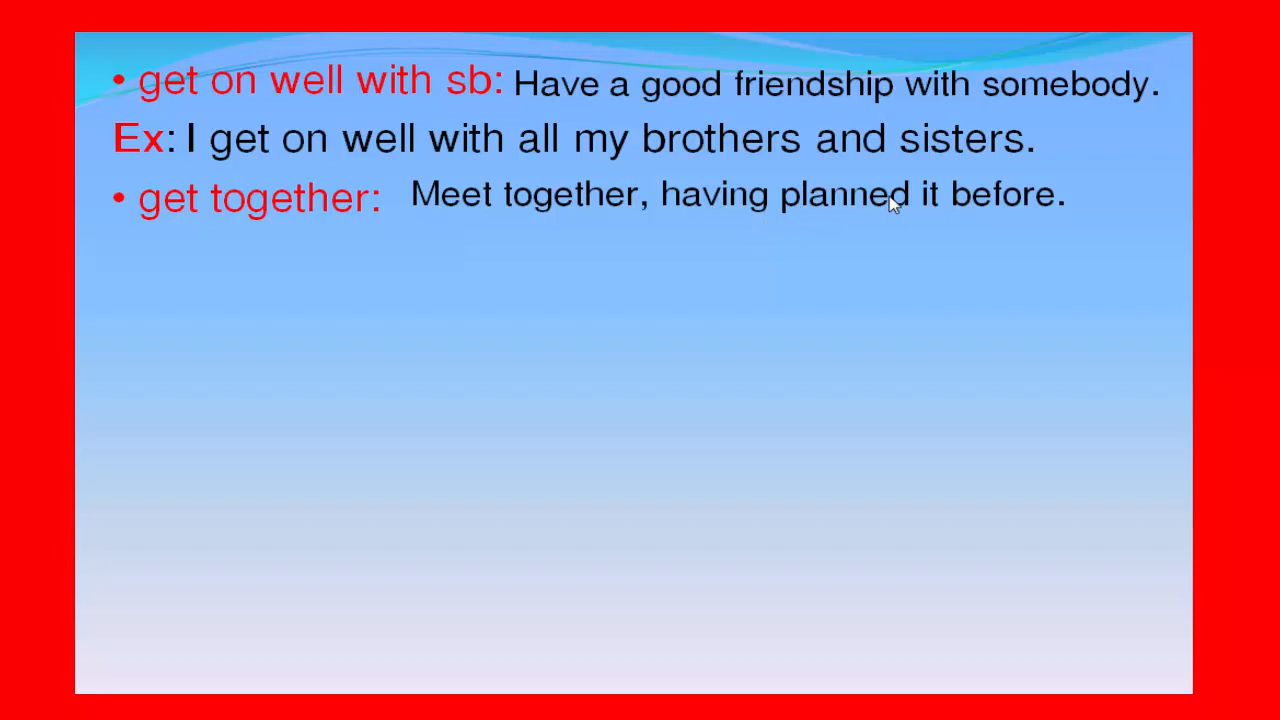 • get on well with sb: Have a good friendship with somebody.
Ex: I get on well with all my brothers and sisters.
• get together: Meet together, having planned it before.